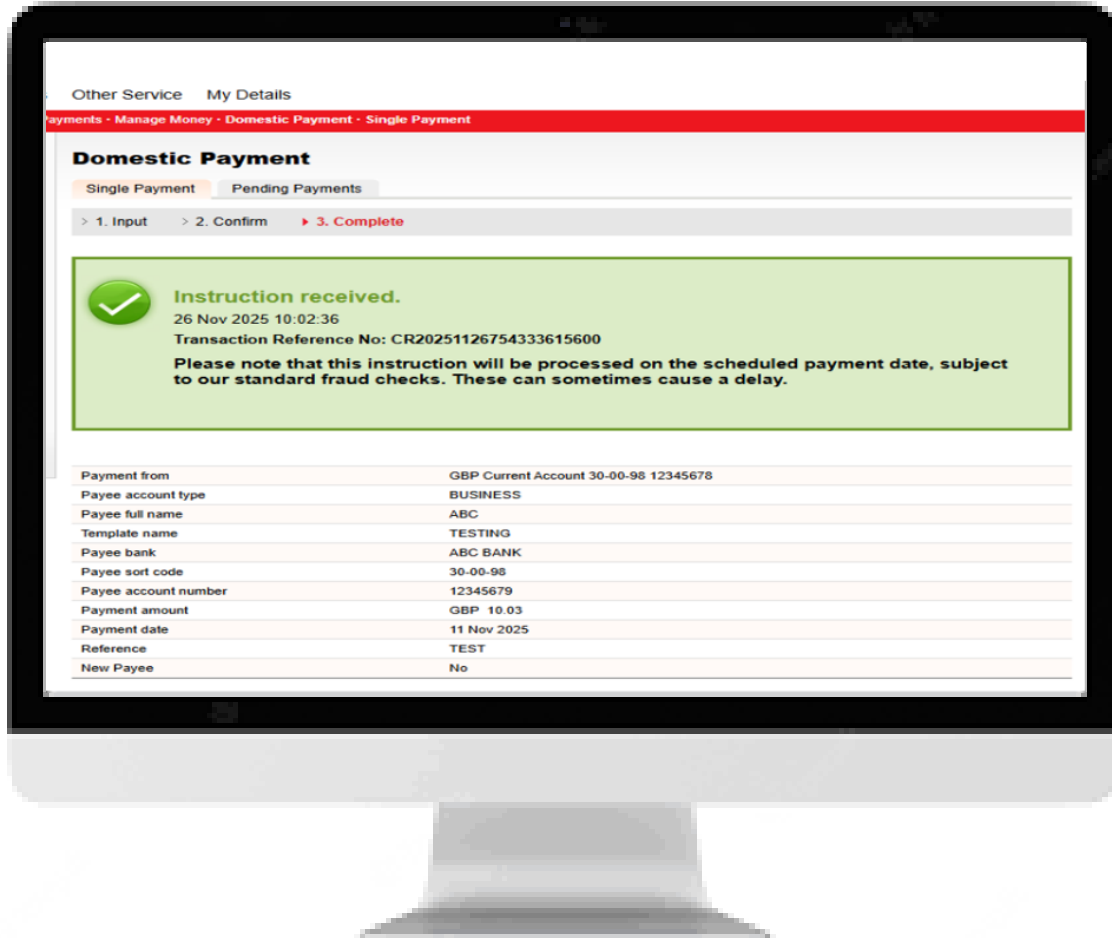 Other Service My Details
ayments · Manage Money · Domestic Payment · Single Payment
Domestic Payment
Single Payment Pending Payments
> 1. Input > 2. Confirm 3. Complete
Instruction received.
26 Nov 2025 10:02:36
Transaction Reference No: CR20251126754333615600
Please note that this instruction will be processed on the scheduled payment date, subject
to our standard fraud checks. These can sometimes cause a delay.
Payment from GBP Current Account 30-00-98 12345678
Payee account type BUSINESS
Payee full name ABC
Template name TESTING
Payee bank ABC BANK
Payee sort code 30-00-98
Payee account number 12345679
Payment amount GBP 10.03
Payment date 11 Nov 2025
Reference TEST
New Payee No